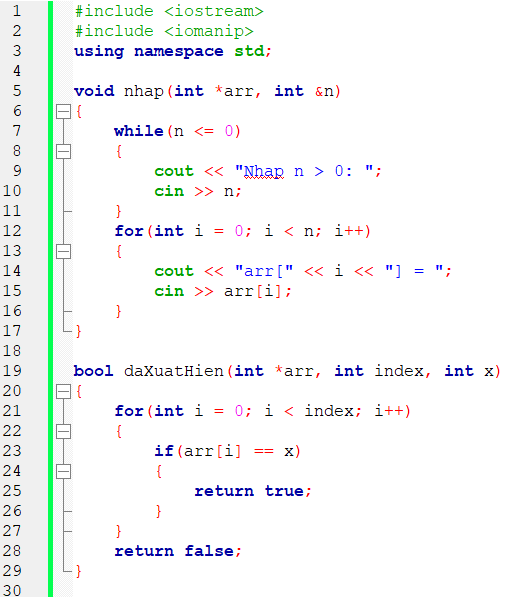 1 #include <iostream>
2 #include <iomanip>
3 using namespace std;
4
5 void nhap(int *arr, int &n)
6 {
7     while(n <= 0)
8     {
9         cout << "Nhap n > 0: ";
10         cin >> n;
11     }
12     for(int i = 0; i < n; i++)
13     {
14         cout << "arr[" << i << "] = ";
15         cin >> arr[i];
16     }
17 }
18
19 bool daXuatHien(int *arr, int index, int x)
20 {
21     for(int i = 0; i < index; i++)
22     {
23         if(arr[i] == x)
24         {
25             return true;
26         }
27     }
28     return false;
29 }
30